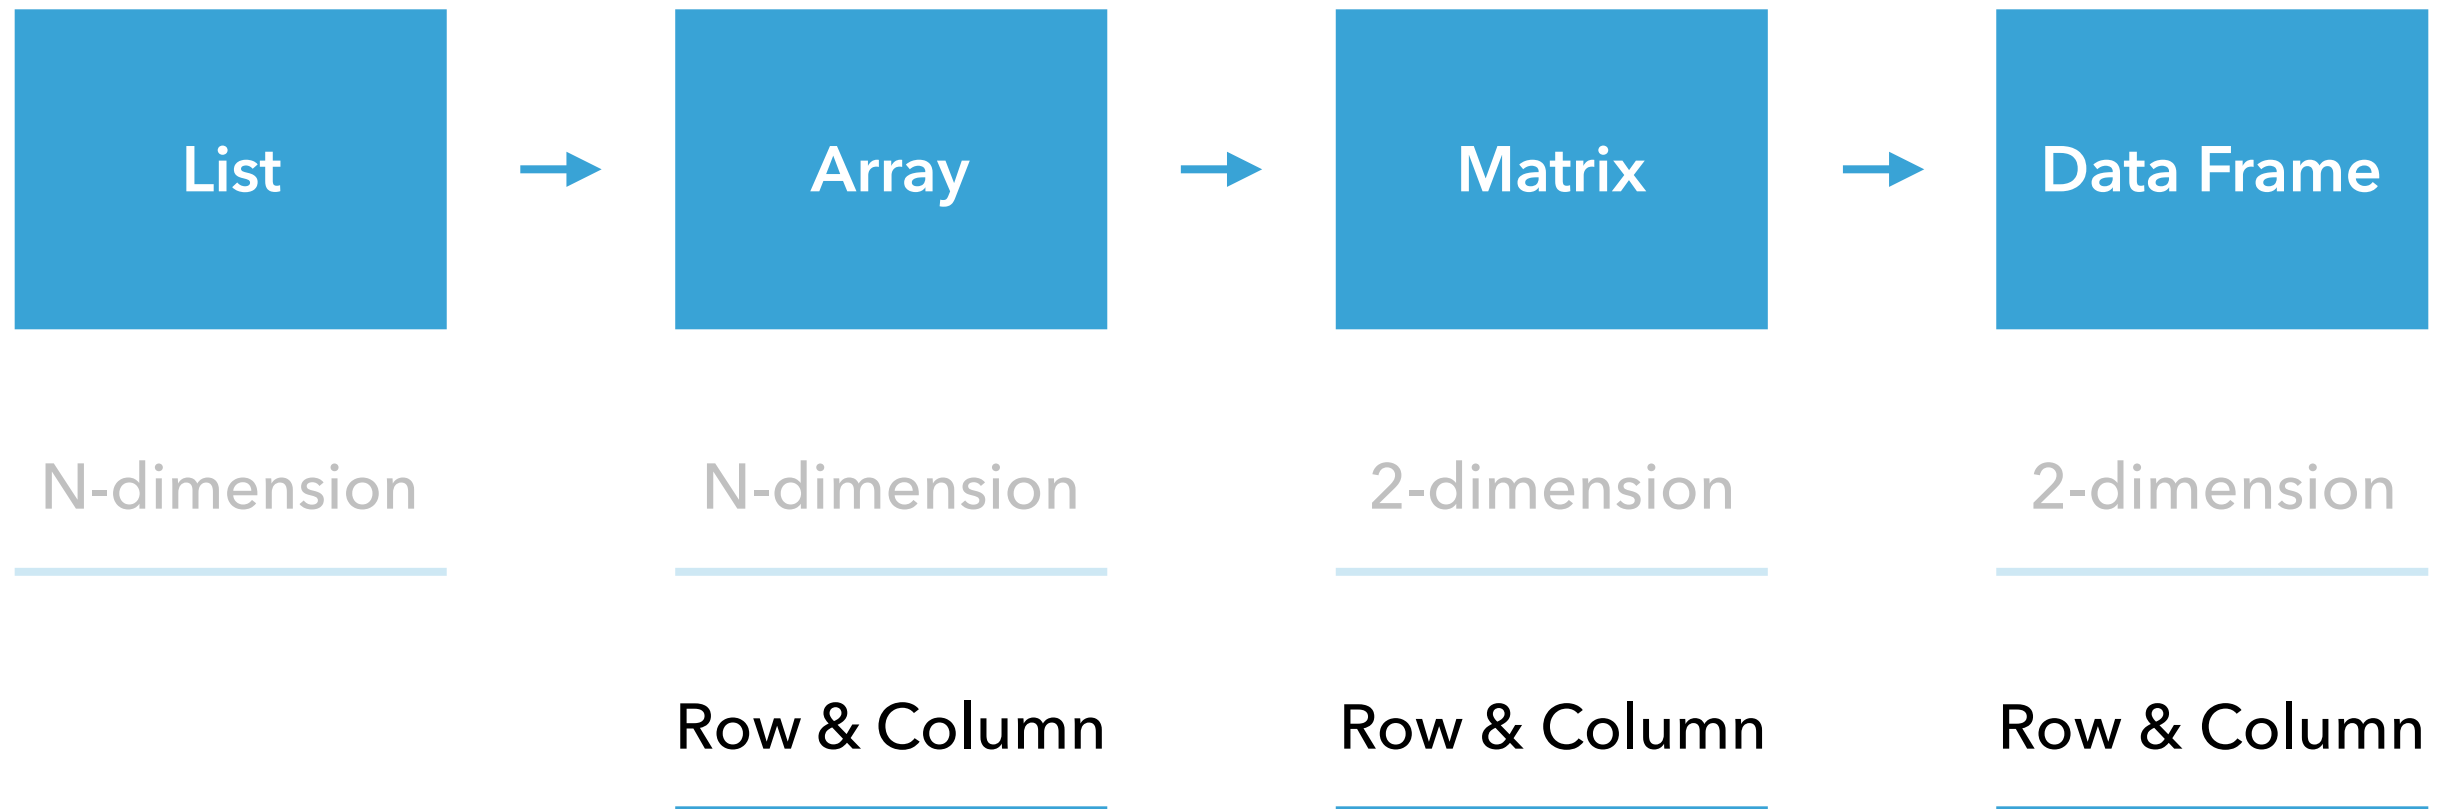 List
Array
Matrix
Data Frame
N-dimension
N-dimension
2-dimension
2-dimension
Row & Column
Row & Column
Row & Column